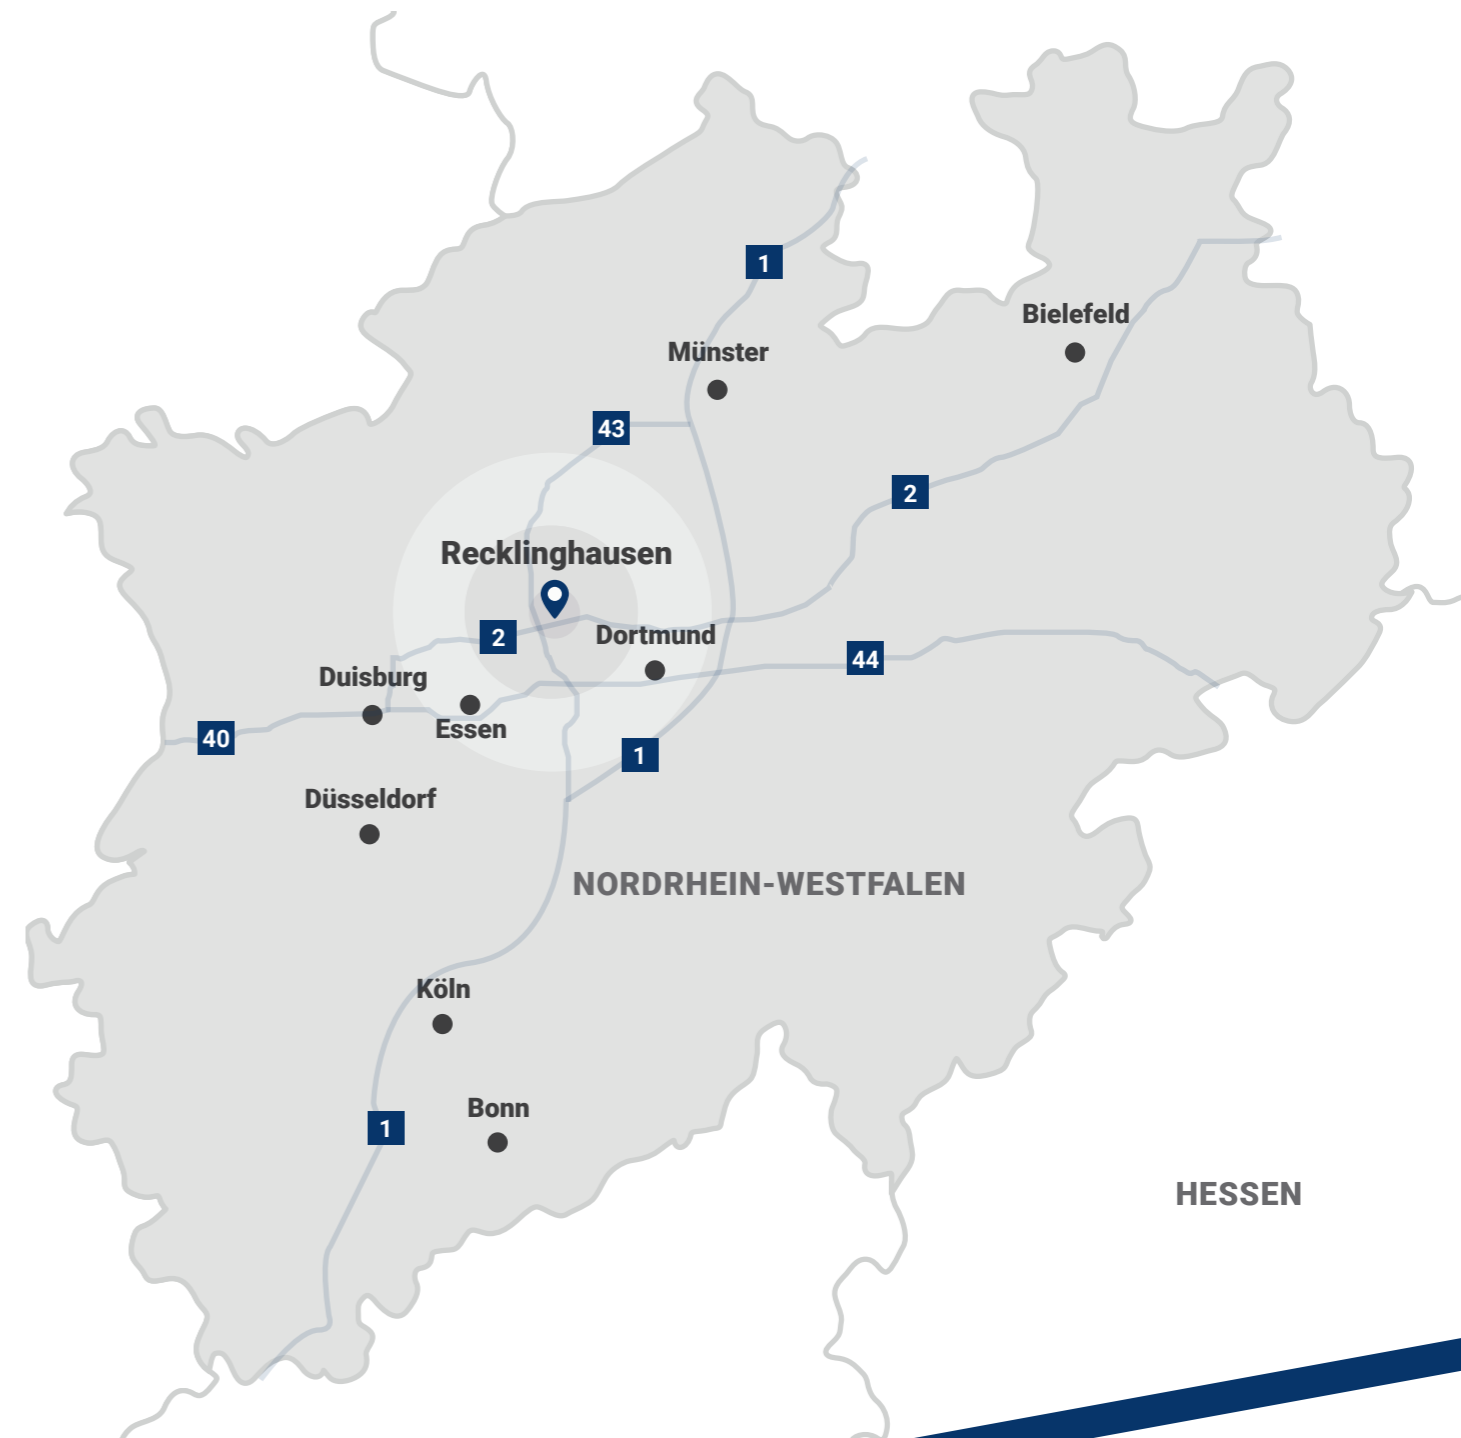 1
Bielefeld
Münster
43
2
Recklinghausen
2
Dortmund
44
Duisburg
Essen
40
1
Düsseldorf
NORDRHEIN-WESTFALEN
Köln
Bonn
1
HESSEN